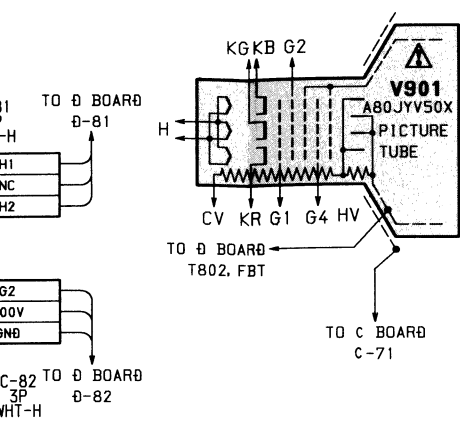 KG KB G2
V901
A80JYV50X
PICTURE
TUBE
TO D BOARD
D-81
-H
H
H1
NC
H2
CV KR G1 G4 HV
TO D BOARD
T802, FBT
G2
00V
GND
TO C BOARD
C-71
C-82
3P
WHT-H
TO D BOARD
D-82